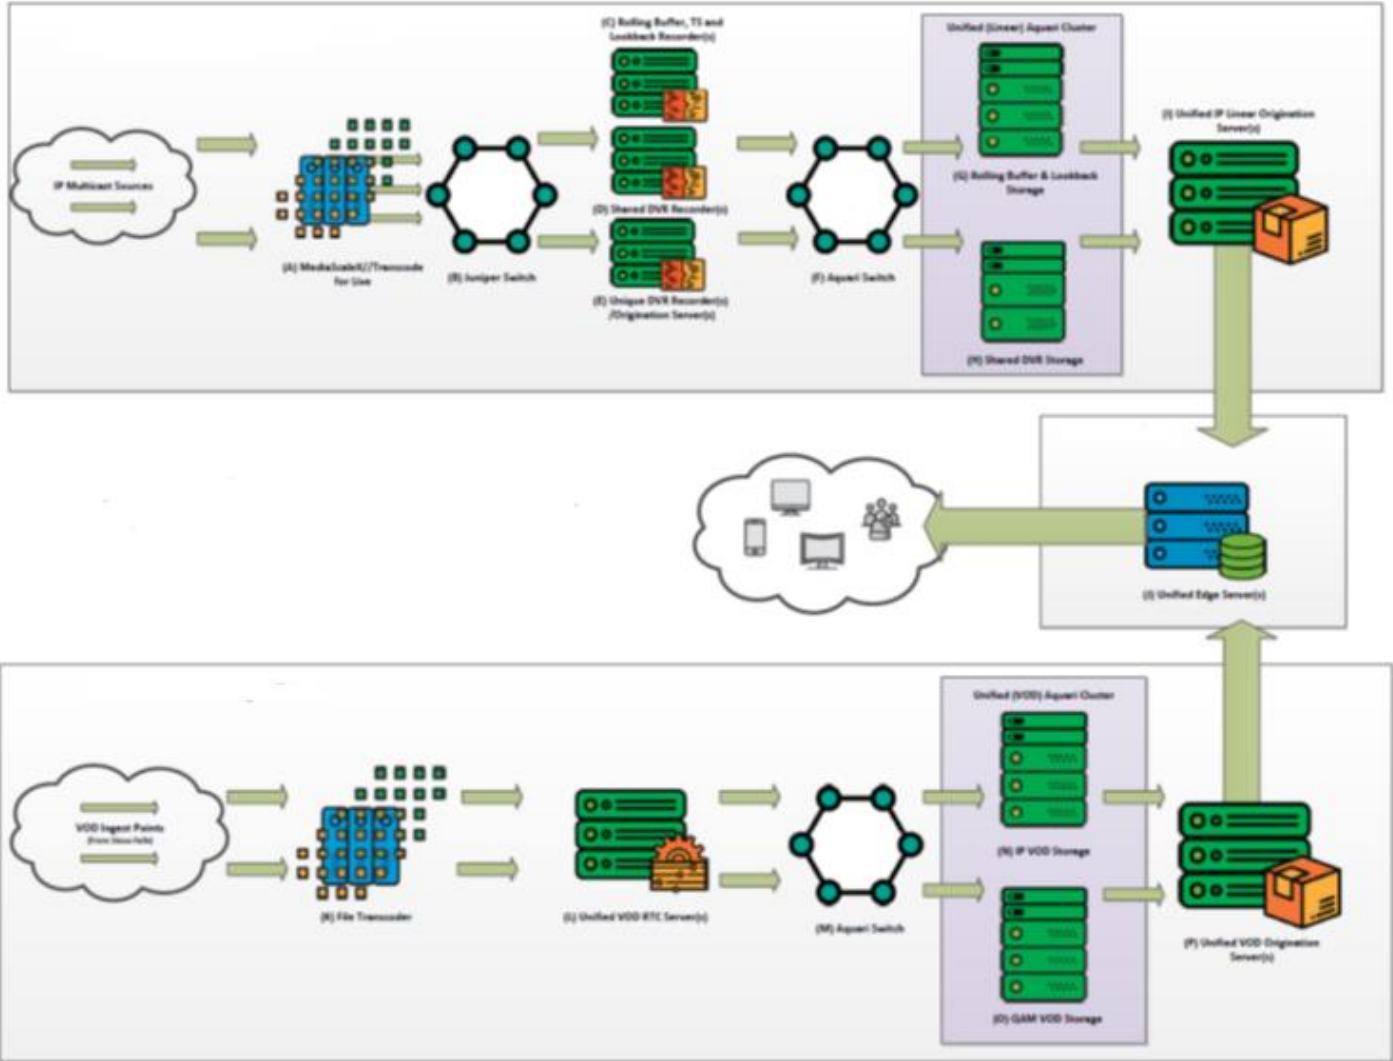 (C) Rolling Buffer, TS and
Lookback Recorder(s)
Unified (Linear) Aquari Cluster
(I) Unified IP Linear Origination
Server(s)
IP Multicast Sources
(G) Rolling Buffer & Lookback
Storage
(D) Shared DVR Recorder(s)
(A) MediaScaleX//Transcode
for Live
(B) Juniper Switch
(F) Aquari Switch
(E) Unique DVR Recorder(s)
/Origination Server(s)
(H) Shared DVR Storage
(J) Unified Edge Server(s)
Unified (VOD) Aquari Cluster
VOD Ingest Points
(From Sioux Falls)
(N) IP VOD Storage
(K) File Transcoder
(L) Unified VOD RTC Server(s)
(M) Aquari Switch
(P) Unified VOD Origination
Server(s)
(O) QAM VOD Storage